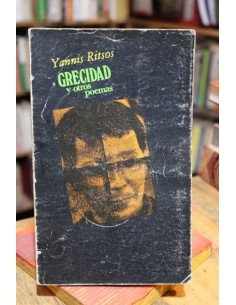 Yannis Ritsos
GRECIDAD
y otros
poemas